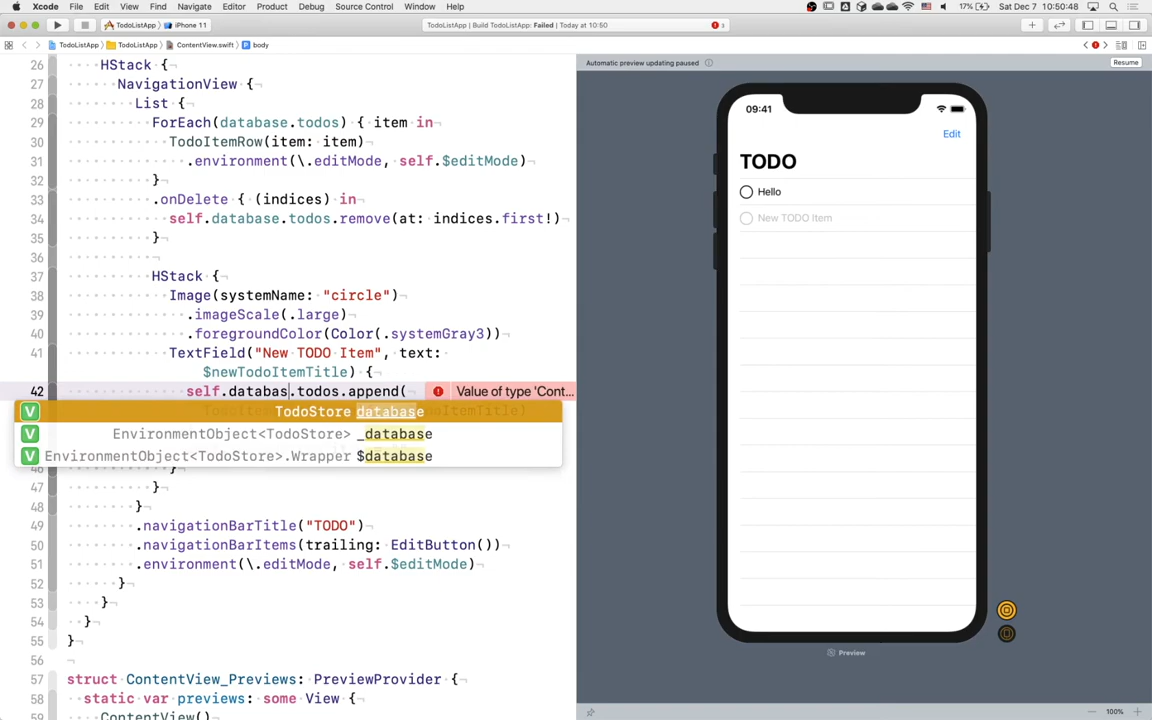 Xcode File Edit View Find Navigate Editor Product Debug Source Control Window Help 17% Sat Dec 7 10:50:48
TodoListApp iPhone 11 TodoListApp | Build TodoListApp: Failed | Today at 10:50
TodoListApp TodoListApp ContentView.swift body
Automatic preview updating paused Resume
26 HStack {
27 NavigationView {
28 List {
29 ForEach(database.todos) { item in
30 TodoItemRow(item: item)
31 .environment(\.editMode, self.$editMode)
32 }
33 .onDelete { (indices) in
34 self.database.todos.remove(at: indices.first!)
35 }
36
37 HStack {
38 Image(systemName: "circle")
39 .imageScale(.large)
40 .foregroundColor(Color(.systemGray3))
41 TextField("New TODO Item", text:
$newTodoItemTitle) {
42 self.databas.todos.append(
Value of type 'Cont...
V TodoStore database
V EnvironmentObject<TodoStore> _database
V EnvironmentObject<TodoStore>.Wrapper $database
46 }
47 }
48 }
49 .navigationBarTitle("TODO")
50 .navigationBarItems(trailing: EditButton())
51 .environment(\.editMode, self.$editMode)
52 }
53 }
54 }
55 }
56
57 struct ContentView_Previews: PreviewProvider {
58 static var previews: some View {
59 ContentView()
09:41
Edit
TODO
Hello
New TODO Item
Preview
100%